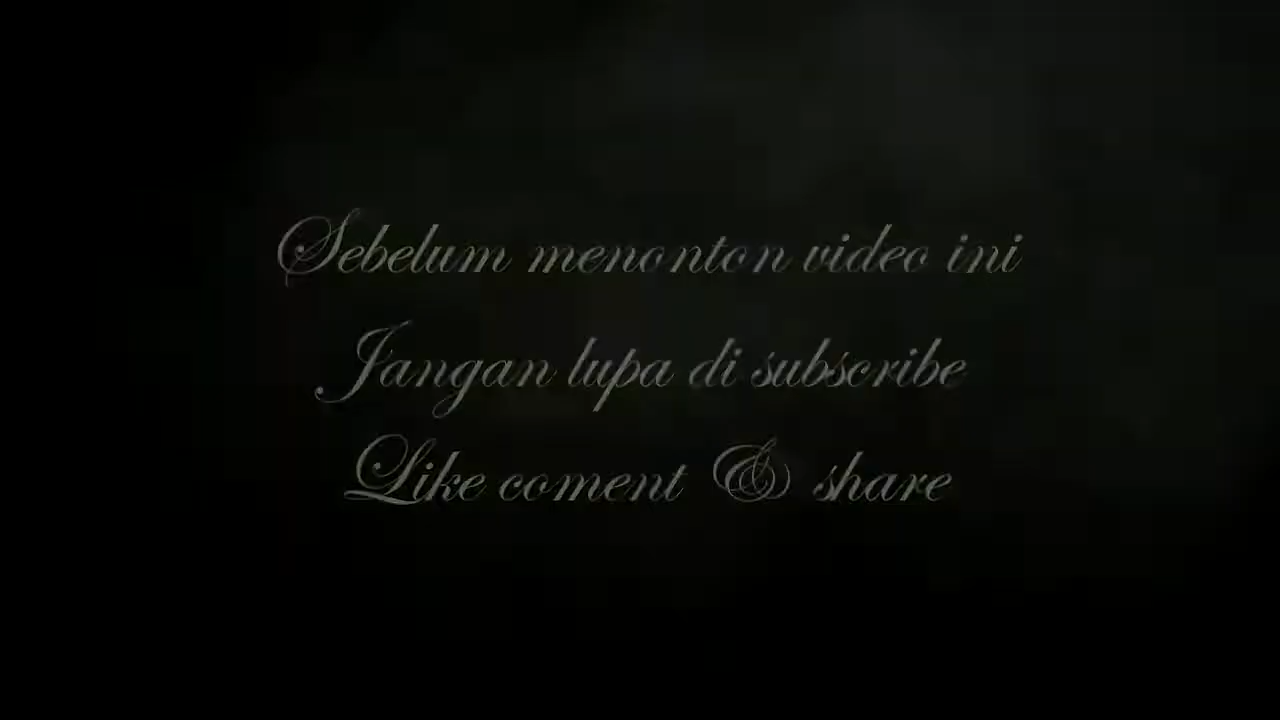 Sebelum menonton video ini
Jangan lupa di subscribe
Like coment & share